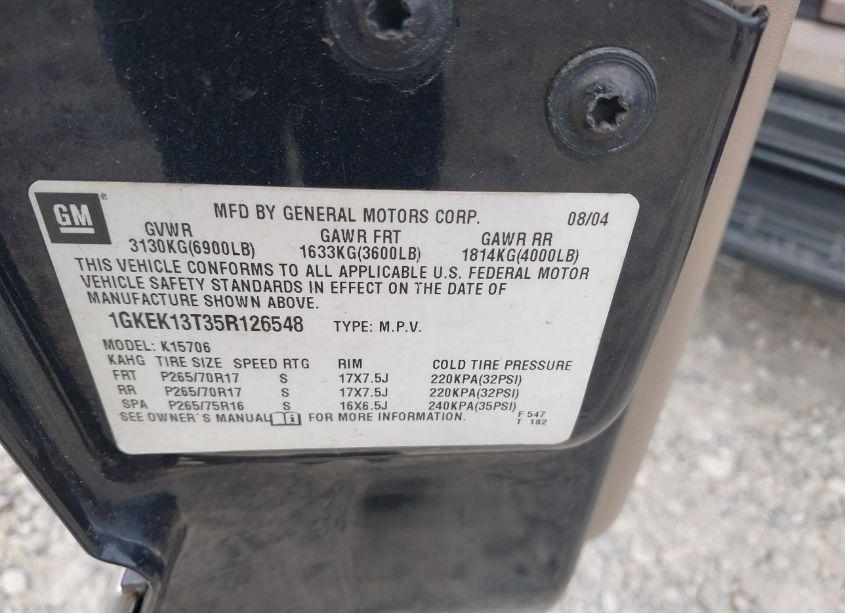 GM
MFD BY GENERAL MOTORS CORP. 08/04
GVWR GAWR FRT GAWR RR
3130KG(6900LB) 1633KG(3600LB) 1814KG(4000LB)
THIS VEHICLE CONFORMS TO ALL APPLICABLE U.S. FEDERAL MOTOR
VEHICLE SAFETY STANDARDS IN EFFECT ON THE DATE OF
MANUFACTURE SHOWN ABOVE.
1GKEK13T35R126548 TYPE: M.P.V.
MODEL: K15706
KAHG TIRE SIZE SPEED RTG RIM COLD TIRE PRESSURE
FRT P265/70R17 S 17X7.5J 220KPA(32PSI)
RR P265/70R17 S 17X7.5J 220KPA(32PSI)
SPA P265/75R16 S 16X6.5J 240KPA(35PSI)
SEE OWNER'S MANUAL i FOR MORE INFORMATION. F 547
T 182